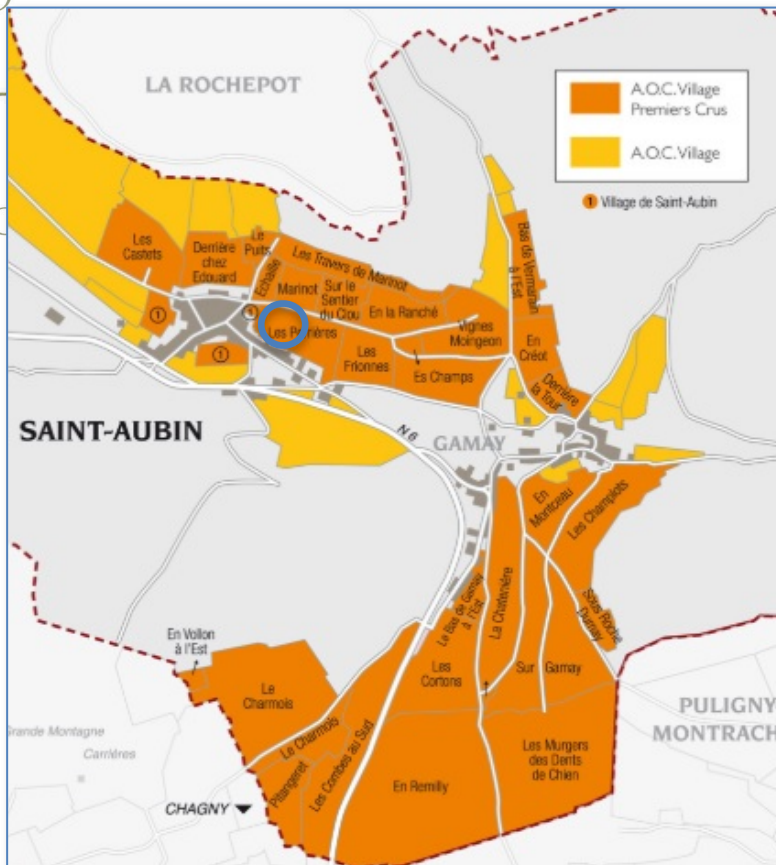 LA ROCHEPOT
A.O.C. Village
Premiers Crus
A.O.C. Village
1 Village de Saint-Aubin
Les
Castets
Derrière
chez
Edouard
Le
Puits
Echaille
Les Travers de Marinot
Marinot
Sur le
Sentier
du Clou
En la Ranché
Bas de Vermarain
à l'Est
1
1
1
Les Perrières
Les
Frionnes
Es Champs
Vignes
Moingeon
En
Créot
Derrière
la Tour
SAINT-AUBIN
N6
GAMAY
En
Montceau
Les Champlots
Le Bas de Gamay
à l'Est
La Chatenière
Sous Roche
Dumay
En Vollon
à l'Est
Le
Charmois
Les
Cortons
Sur Gamay
PULIGNY
MONTRACH
Grande Montagne
Carrières
Le Charmois
Pitangeret
Les Combes au Sud
En Remilly
Les Murgers
des Dents
de Chien
CHAGNY